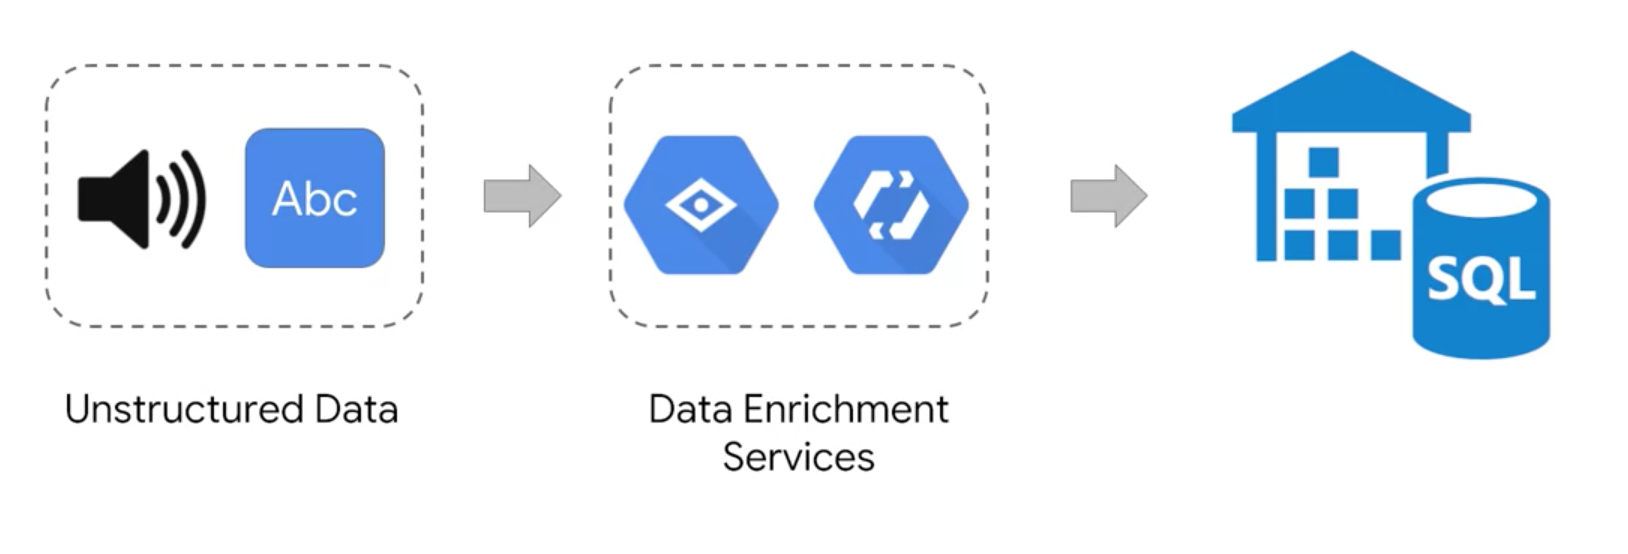 Abc
SQL
Unstructured Data
Data Enrichment
Services